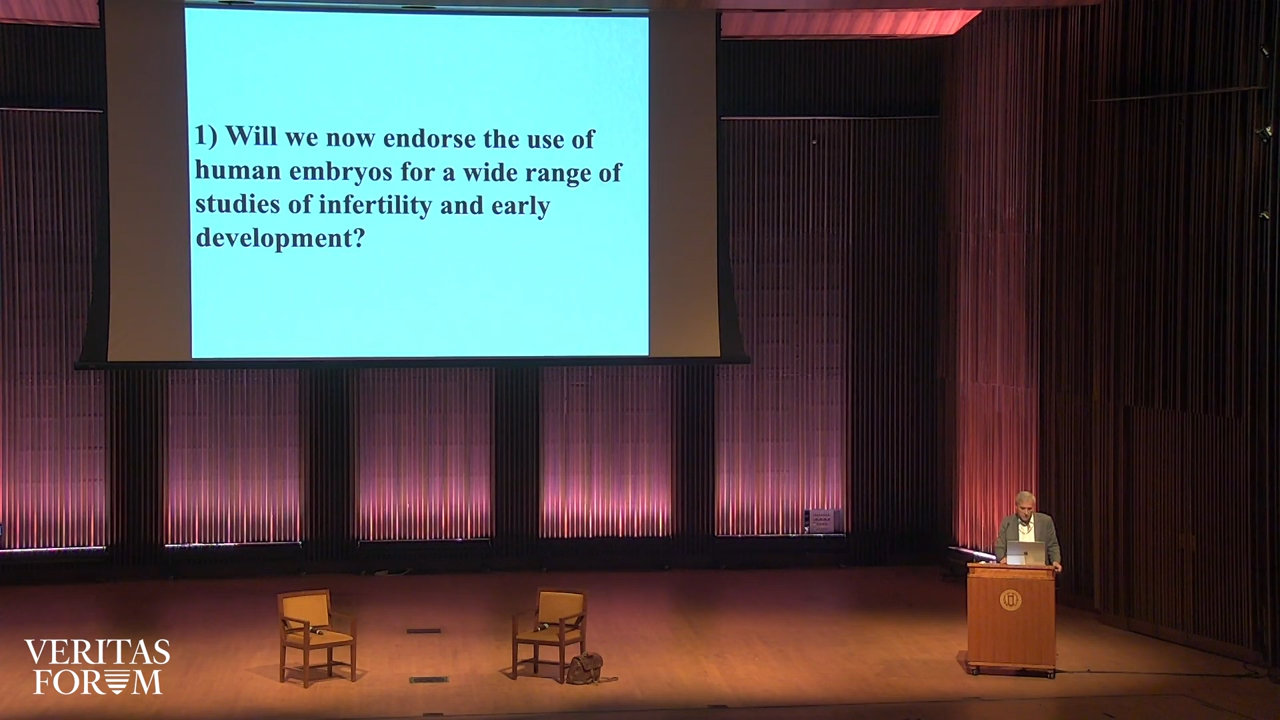 1) Will we now endorse the use of
human embryos for a wide range of
studies of infertility and early
development?
VERITAS
FORUM